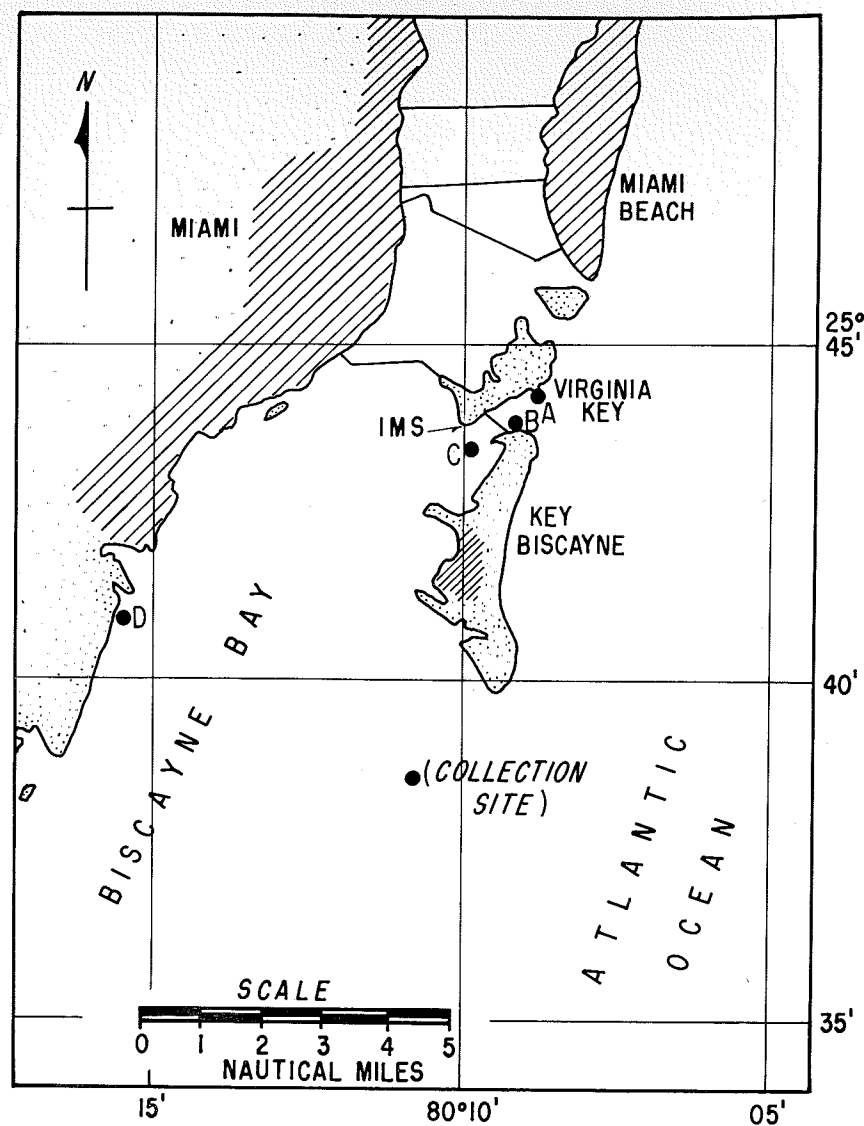 N
MIAMI
MIAMI
BEACH
25°
45'
VIRGINIA
KEY
A
B
IMS
C
KEY
BISCAYNE
D
BISCAYNE BAY
40'
(COLLECTION
SITE)
ATLANTIC
OCEAN
SCALE
0 1 2 3 4 5
NAUTICAL MILES
35'
15' 80°10' 05'